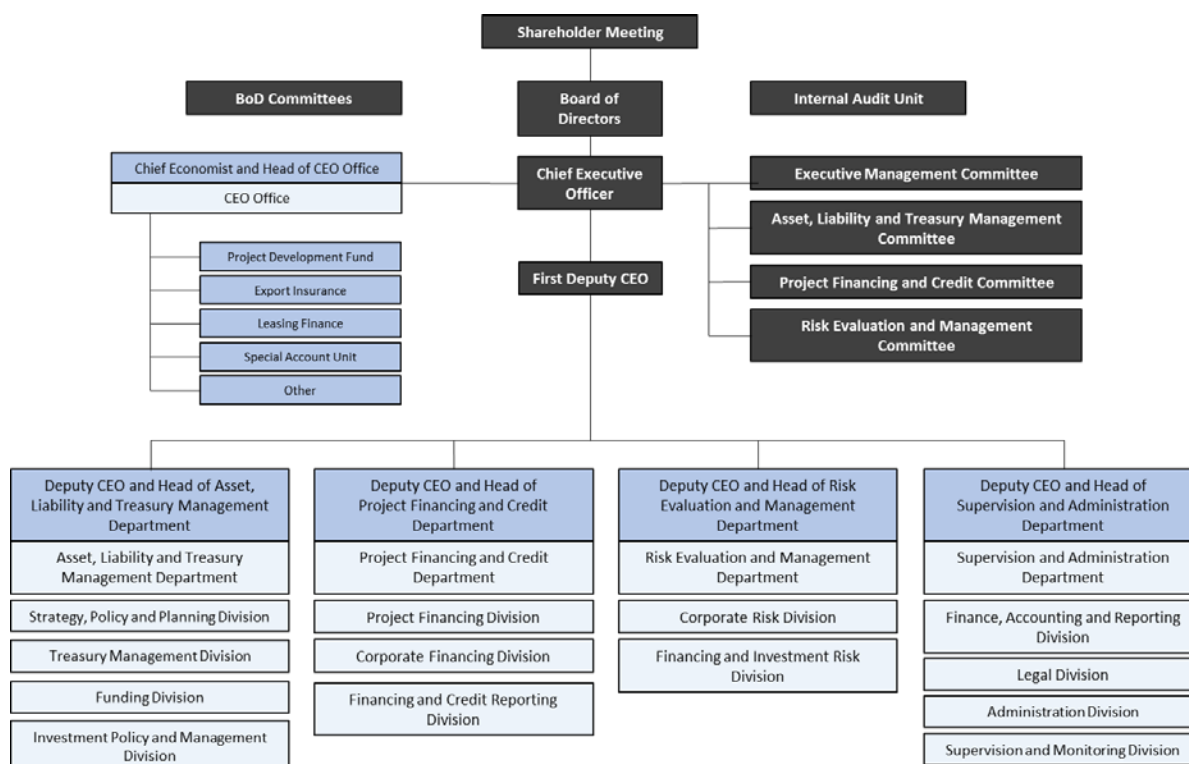 Shareholder Meeting
BoD Committees
Board of
Directors
Internal Audit Unit
Chief Economist and Head of CEO Office
CEO Office
Chief Executive
Officer
Executive Management Committee
Asset, Liability and Treasury Management
Committee
Project Financing and Credit Committee
Risk Evaluation and Management
Committee
First Deputy CEO
Project Development Fund
Export Insurance
Leasing Finance
Special Account Unit
Other
Deputy CEO and Head of Asset,
Liability and Treasury Management
Department
Asset, Liability and Treasury
Management Department
Strategy, Policy and Planning Division
Treasury Management Division
Funding Division
Investment Policy and Management
Division
Deputy CEO and Head of
Project Financing and Credit
Department
Project Financing and Credit
Department
Project Financing Division
Corporate Financing Division
Financing and Credit Reporting
Division
Deputy CEO and Head of Risk
Evaluation and Management
Department
Risk Evaluation and Management
Department
Corporate Risk Division
Financing and Investment Risk
Division
Deputy CEO and Head of
Supervision and Administration
Department
Supervision and Administration
Department
Finance, Accounting and Reporting
Division
Legal Division
Administration Division
Supervision and Monitoring Division